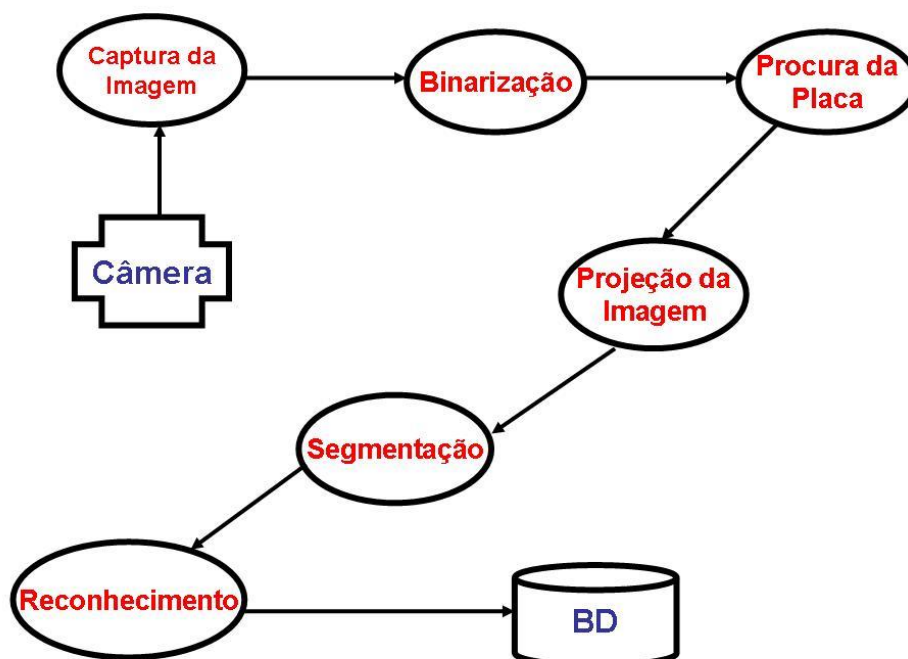 Captura da
Imagem
Binarização
Procura da
Placa
Câmera
Projeção da
Imagem
Segmentação
Reconhecimento
BD